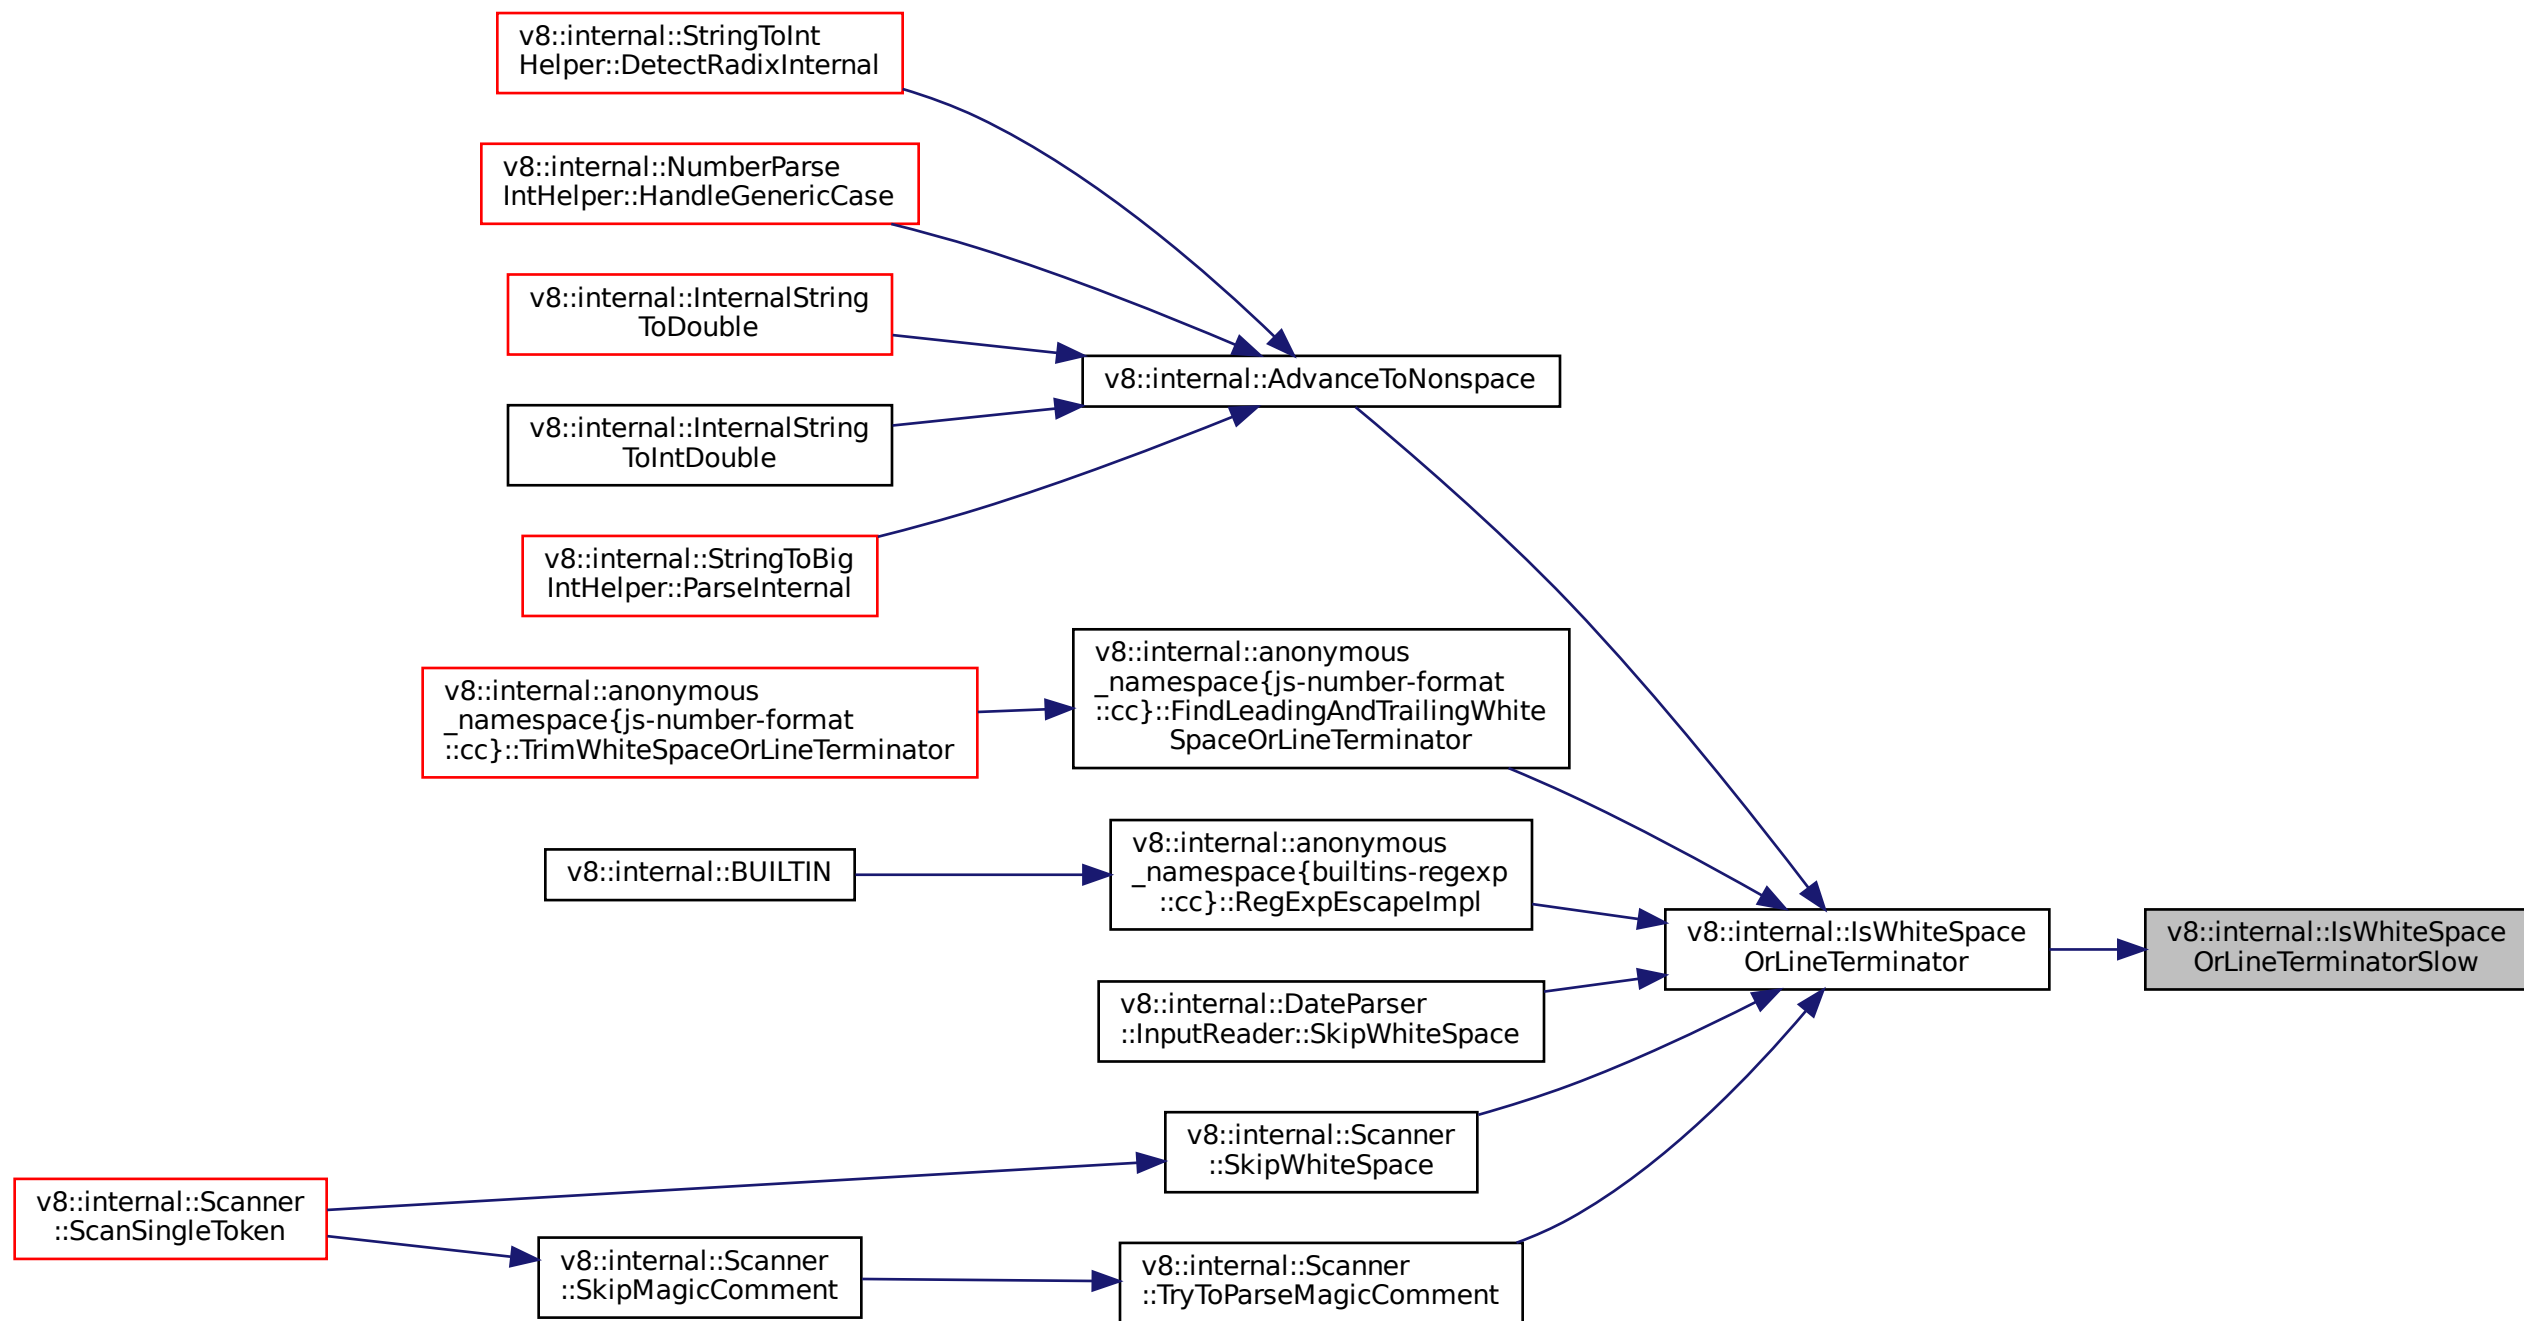 v8::internal::StringToInt
Helper::DetectRadixInternal
v8::internal::NumberParse
IntHelper::HandleGenericCase
v8::internal::InternalString
ToDouble
v8::internal::AdvanceToNonspace
v8::internal::InternalString
ToIntDouble
v8::internal::StringToBig
IntHelper::ParseInternal
v8::internal::anonymous
_namespace{js-number-format
::cc}::FindLeadingAndTrailingWhite
SpaceOrLineTerminator
v8::internal::anonymous
_namespace{js-number-format
::cc}::TrimWhiteSpaceOrLineTerminator
v8::internal::anonymous
_namespace{builtins-regexp
::cc}::RegExpEscapeImpl
v8::internal::BUILTIN
v8::internal::IsWhiteSpace
OrLineTerminator
v8::internal::IsWhiteSpace
OrLineTerminatorSlow
v8::internal::DateParser
::InputReader::SkipWhiteSpace
v8::internal::Scanner
::SkipWhiteSpace
v8::internal::Scanner
::ScanSingleToken
v8::internal::Scanner
::SkipMagicComment
v8::internal::Scanner
::TryToParseMagicComment